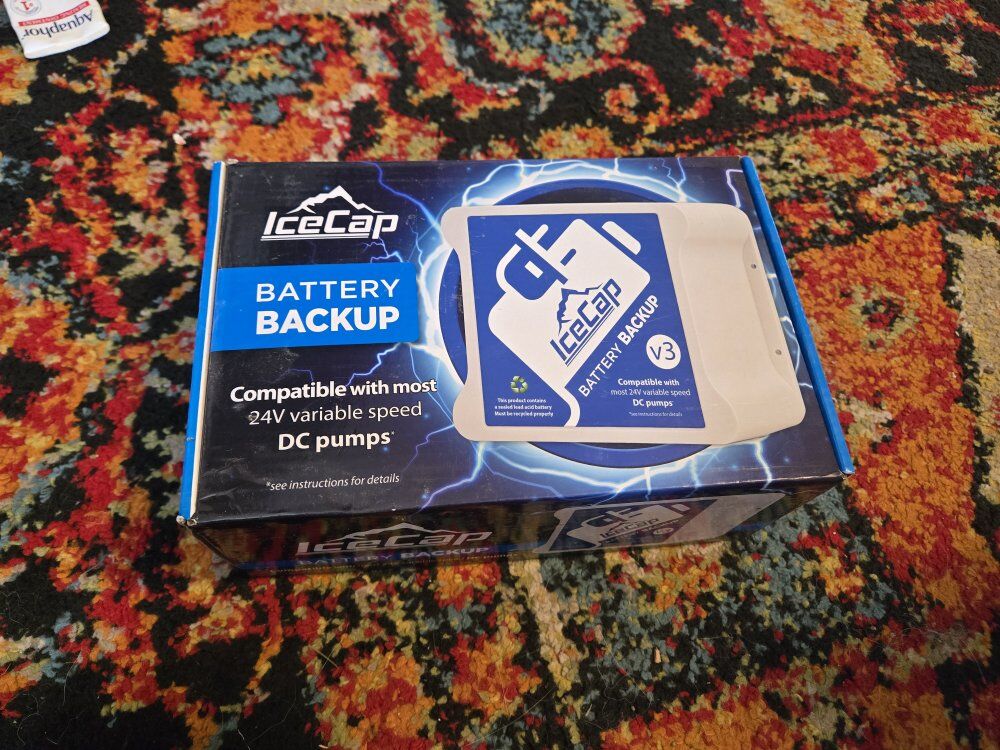 Aquaphor
IceCap
BATTERY
BACKUP
Compatible with most
24V variable speed
DC pumps*
*see instructions for details
IceCap
BATTERY BACKUP
v3
This product contains
a sealed lead acid battery
Must be recycled properly
Compatible with
most 24V variable speed
DC pumps*
*see instructions for details
IceCap
BATTERY BACKUP
IceCap